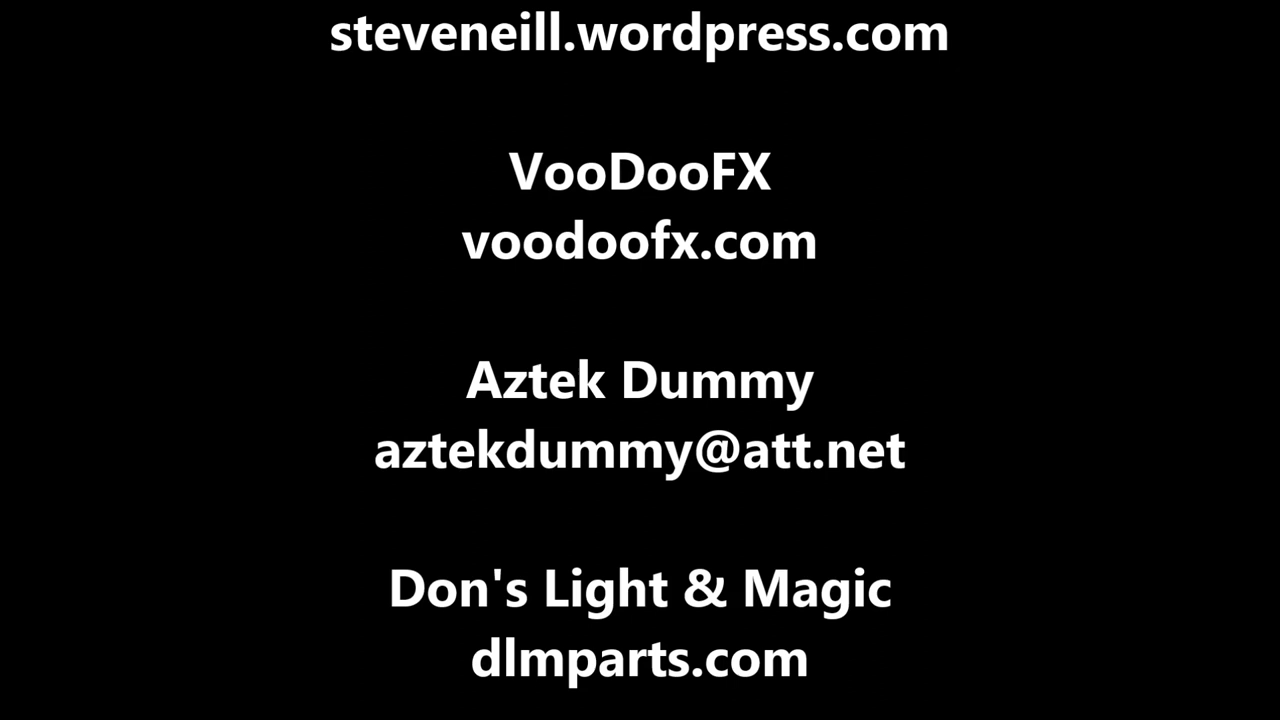 steveneill.wordpress.com
VooDooFX
voodoofx.com
Aztek Dummy
aztekdummy@att.net
Don's Light & Magic
dlmparts.com